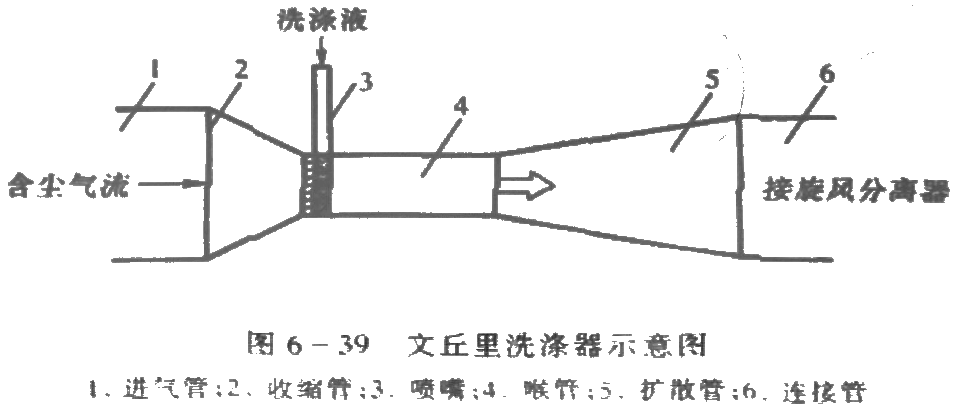 洗涤液
1 2 3 4 5 6
含尘气流
接旋风分离器
图 6-39 文丘里洗涤器示意图
1. 进气管;2. 收缩管;3. 喷嘴;4. 喉管;5. 扩散管;6. 连接管